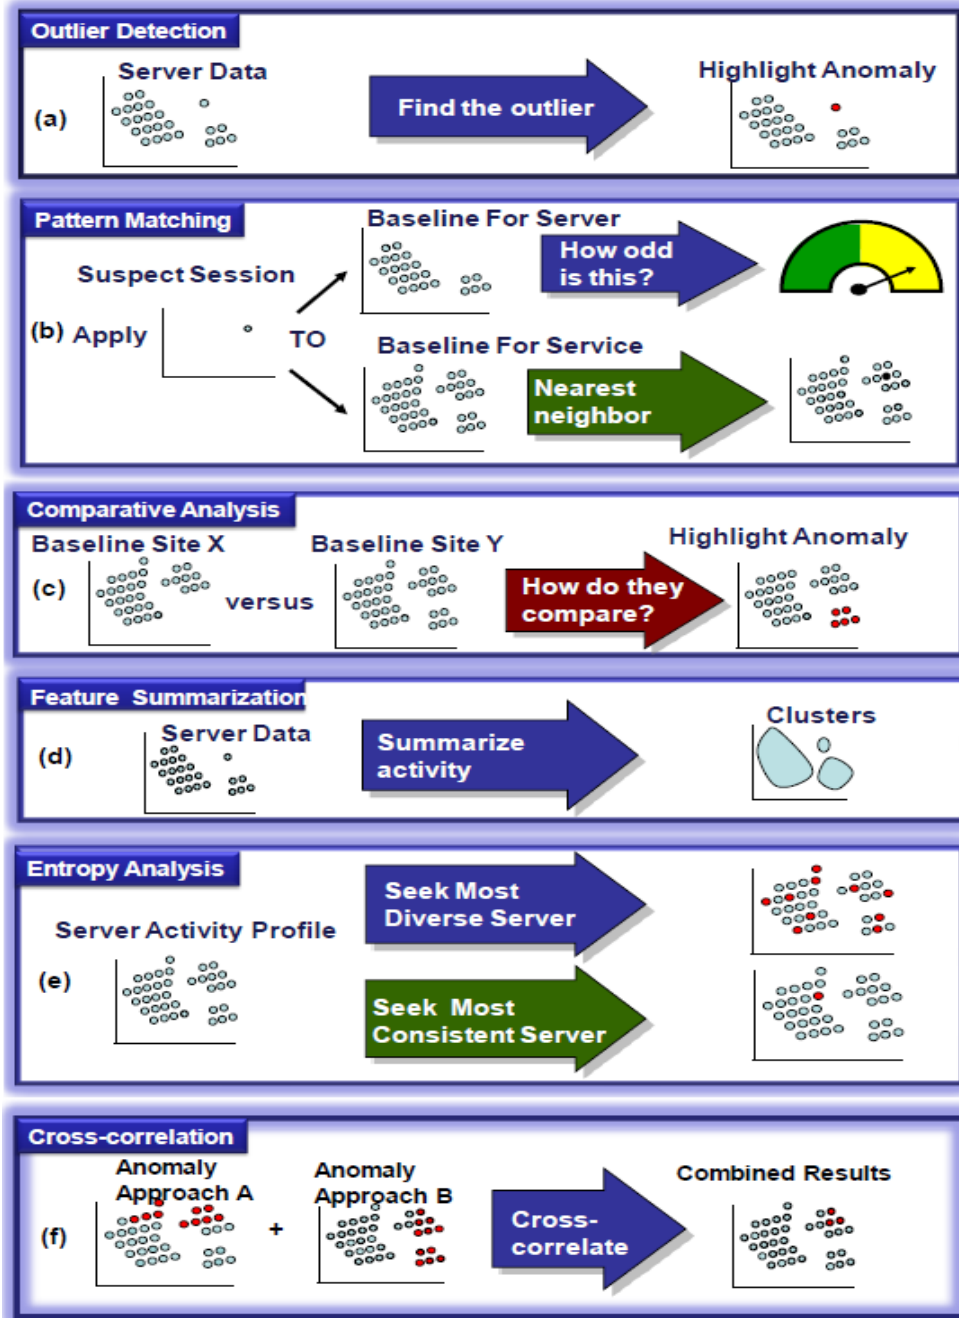 Outlier Detection
Server Data
Highlight Anomaly
(a)
Find the outlier
Pattern Matching
Baseline For Server
How odd
is this?
Suspect Session
(b) Apply
TO
Baseline For Service
Nearest
neighbor
Comparative Analysis
Baseline Site X
Baseline Site Y
Highlight Anomaly
(c)
versus
How do they
compare?
Feature Summarization
Server Data
Clusters
(d)
Summarize
activity
Entropy Analysis
Seek Most
Diverse Server
Server Activity Profile
(e)
Seek Most
Consistent Server
Cross-correlation
Anomaly
Approach A
Anomaly
Approach B
Combined Results
(f)
+
Cross-
correlate